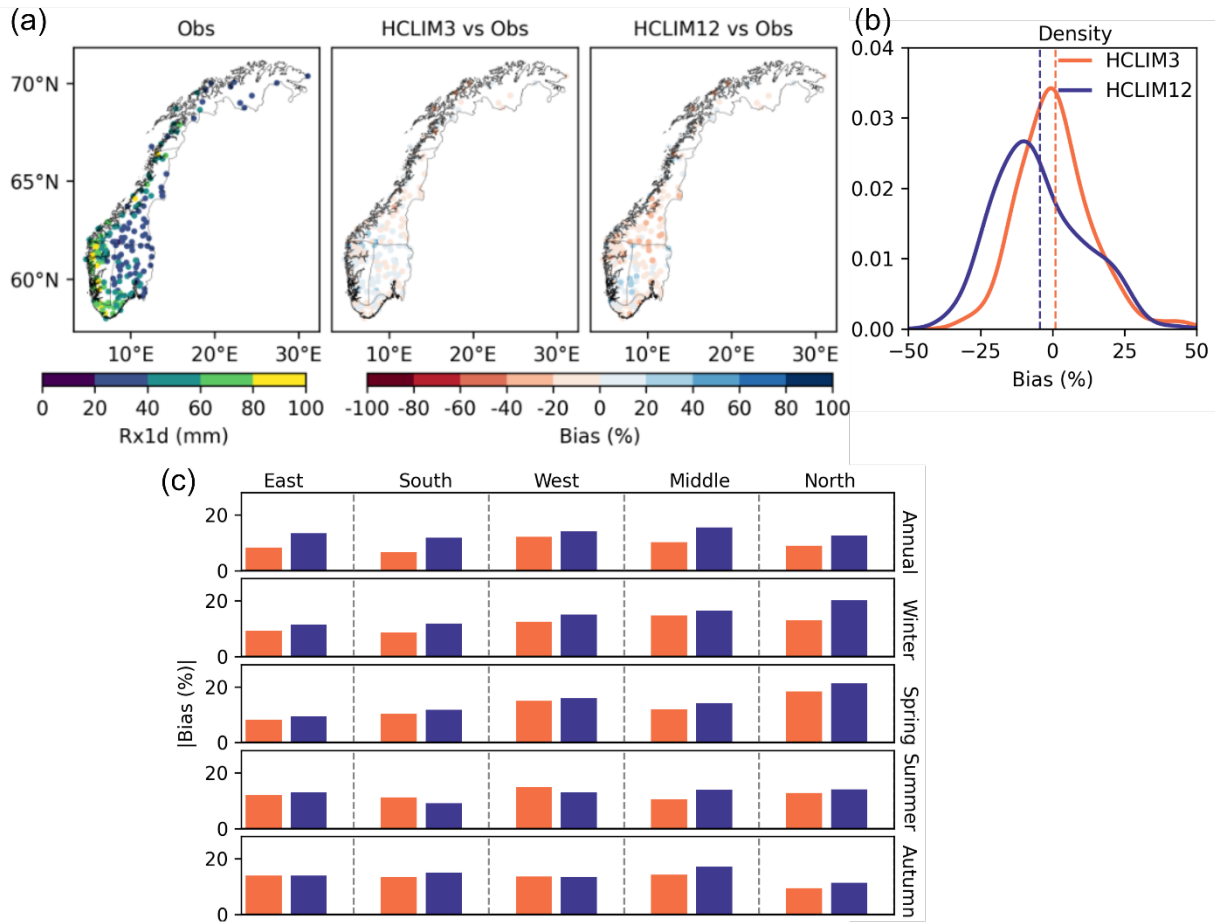 (a)
Obs
HCLIM3 vs Obs
HCLIM12 vs Obs
70°N
65°N
60°N
10°E 20°E 30°E
10°E 20°E 30°E
10°E 20°E 30°E
0 20 40 60 80 100
Rx1d (mm)
-100 -80 -60 -40 -20 0 20 40 60 80 100
Bias (%)
(b)
Density
0.04
0.03
0.02
0.01
0.00
HCLIM3
HCLIM12
−50 −25 0 25 50
Bias (%)
(c)
East South West Middle North
20
0
Annual
20
0
Winter
20
0
Spring
20
0
Summer
20
0
Autumn
|Bias (%)|